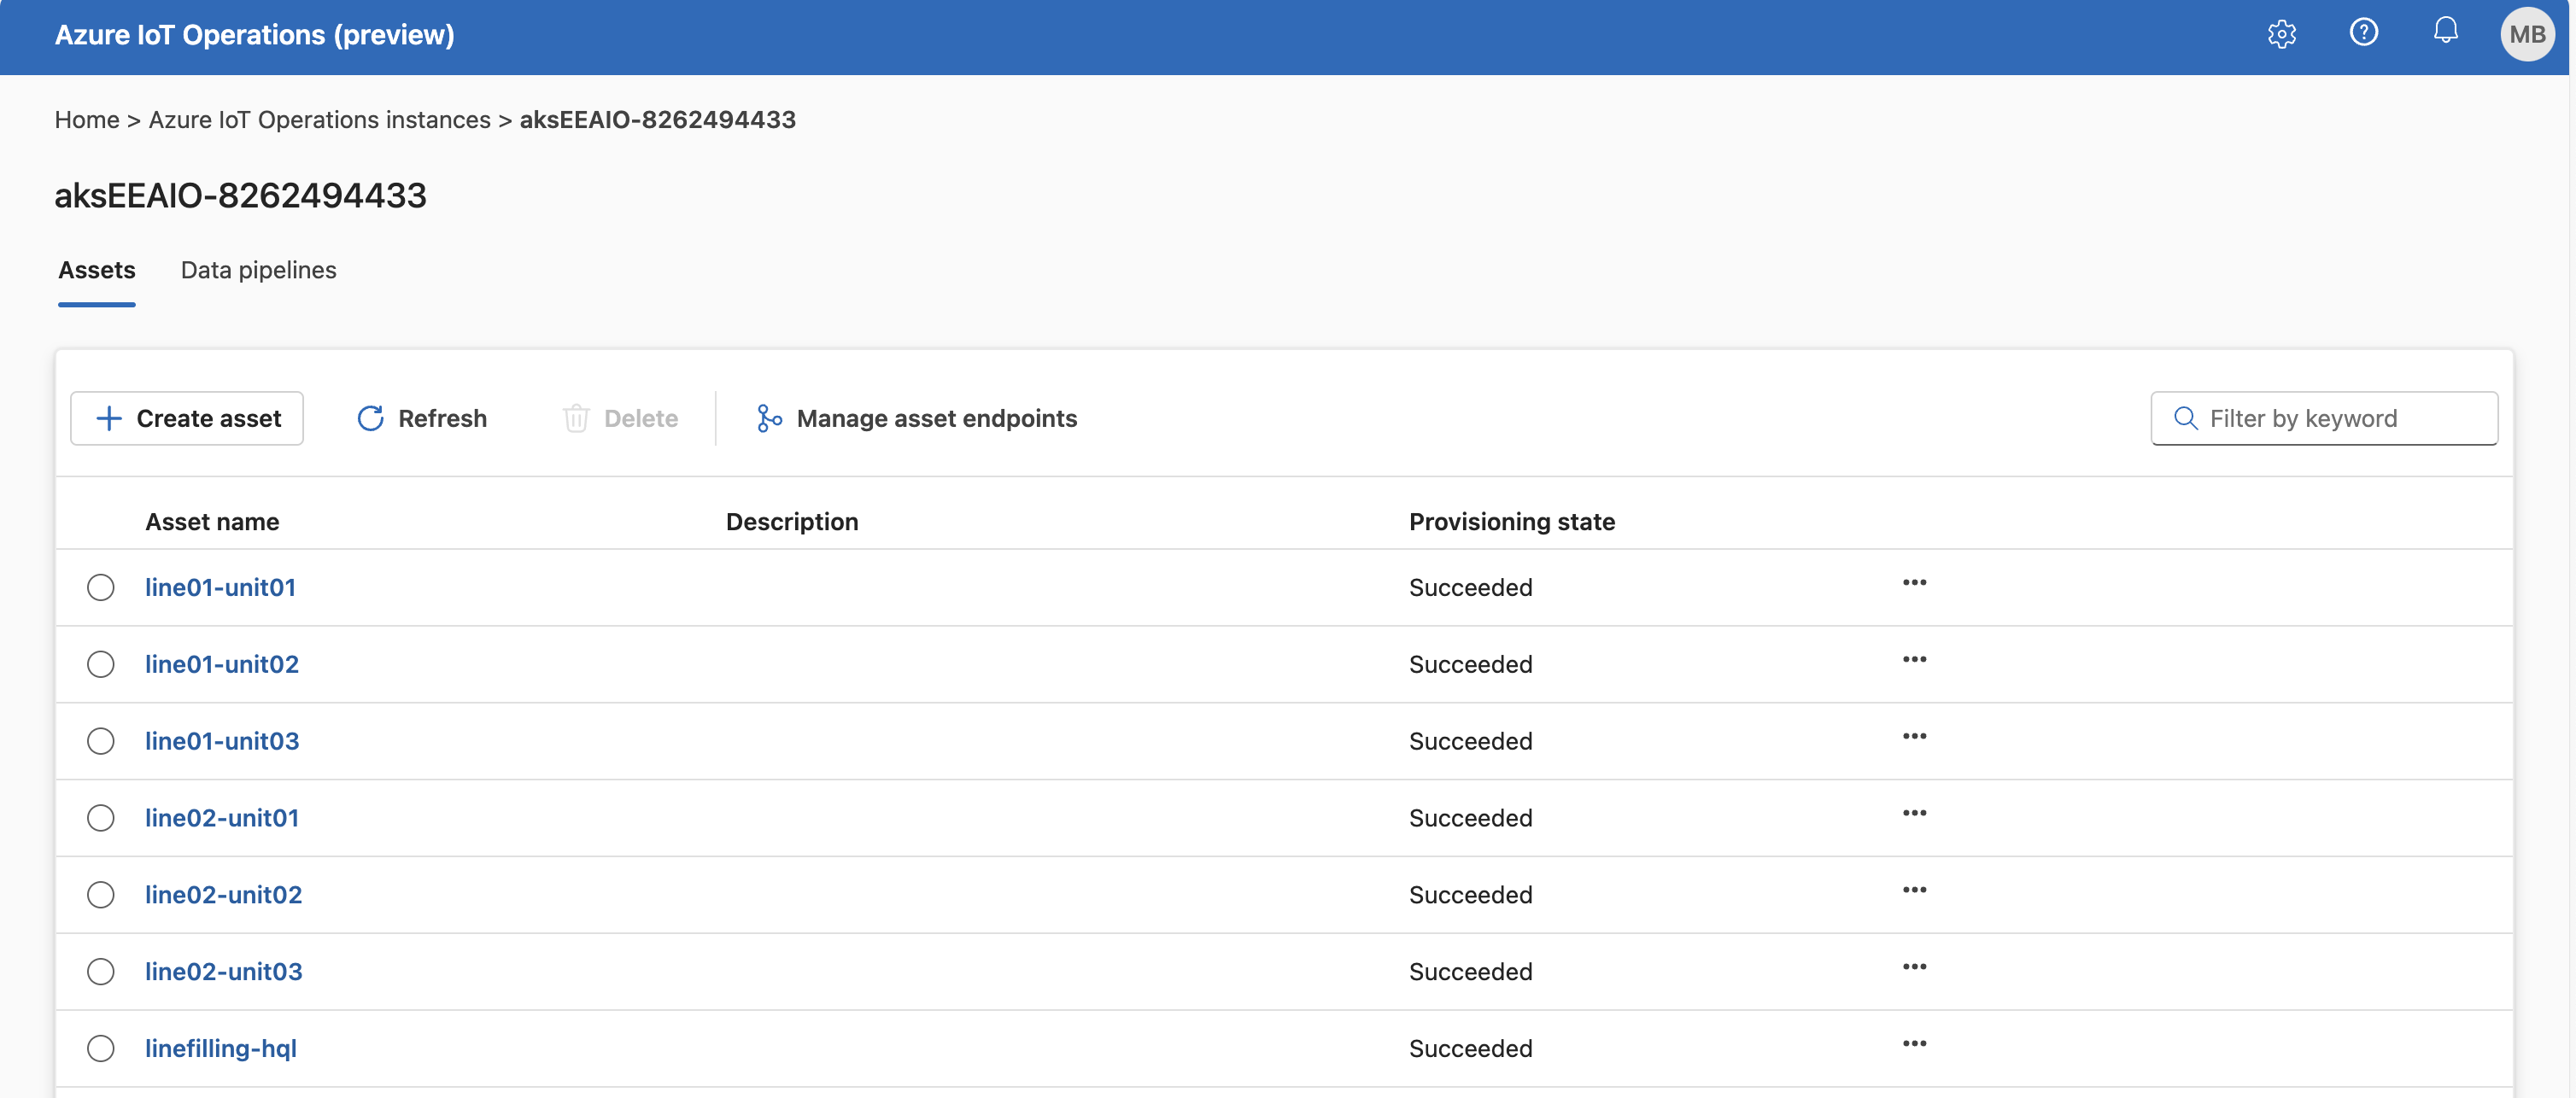 Azure IoT Operations (preview)
MB
Home > Azure IoT Operations instances > aksEEAIO-8262494433
aksEEAIO-8262494433
Assets Data pipelines
Create asset Refresh Delete Manage asset endpoints Filter by keyword
Asset name Description Provisioning state
line01-unit01 Succeeded
line01-unit02 Succeeded
line01-unit03 Succeeded
line02-unit01 Succeeded
line02-unit02 Succeeded
line02-unit03 Succeeded
linefilling-hql Succeeded